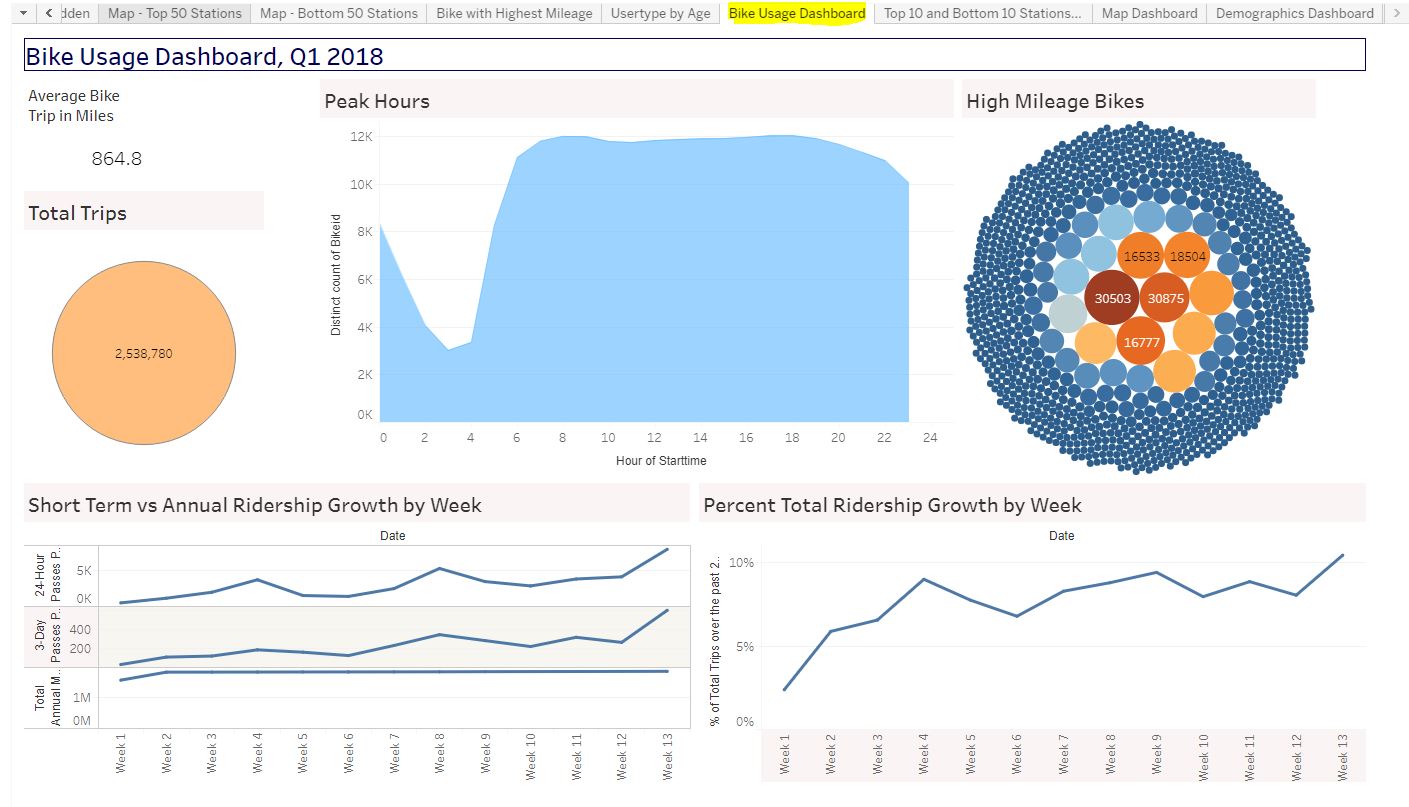 dden
Map - Top 50 Stations
Map - Bottom 50 Stations
Bike with Highest Mileage
Usertype by Age
Bike Usage Dashboard
Top 10 and Bottom 10 Stations...
Map Dashboard
Demographics Dashboard
Bike Usage Dashboard, Q1 2018
Average Bike
Trip in Miles
864.8
Total Trips
2,538,780
Peak Hours
Distinct count of Bikeid
12K
10K
8K
6K
4K
2K
0K
0 2 4 6 8 10 12 14 16 18 20 22 24
Hour of Starttime
High Mileage Bikes
16533 18504
30503 30875
16777
Short Term vs Annual Ridership Growth by Week
Date
24-Hour
Passes P..
5K
0K
3-Day
Passes P..
400
200
Total
Annual M..
1M
0M
Week 1 Week 2 Week 3 Week 4 Week 5 Week 6 Week 7 Week 8 Week 9 Week 10 Week 11 Week 12 Week 13
Percent Total Ridership Growth by Week
Date
% of Total Trips over the past 2..
10%
5%
0%
Week 1 Week 2 Week 3 Week 4 Week 5 Week 6 Week 7 Week 8 Week 9 Week 10 Week 11 Week 12 Week 13